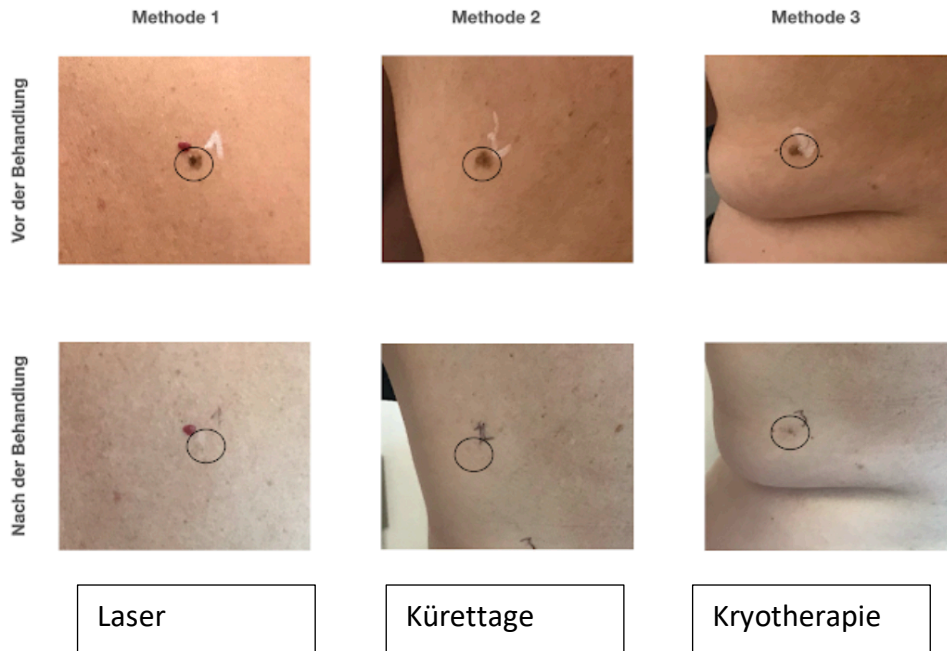 Methode 1
Methode 2
Methode 3
Vor der Behandlung
Nach der Behandlung
Laser
Kürettage
Kryotherapie